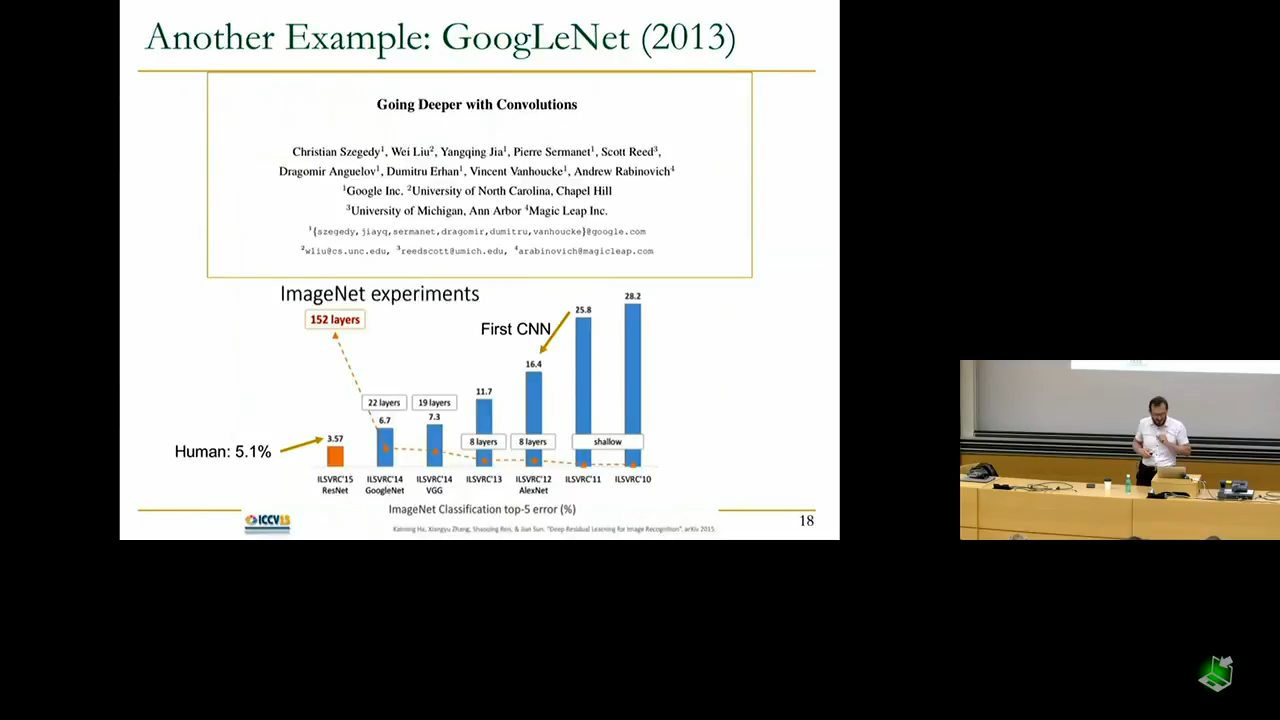 Another Example: GoogLeNet (2013)
Going Deeper with Convolutions
Christian Szegedy¹, Wei Liu², Yangqing Jia¹, Pierre Sermanet¹, Scott Reed³,
Dragomir Anguelov¹, Dumitru Erhan¹, Vincent Vanhoucke¹, Andrew Rabinovich⁴
¹Google Inc. ²University of North Carolina, Chapel Hill
³University of Michigan, Ann Arbor ⁴Magic Leap Inc.
¹{szegedy,jiayq,sermanet,dragomir,dumitru,vanhoucke}@google.com
²wliu@cs.unc.edu, ³reedscott@umich.edu, ⁴arabinovich@magicleap.com
ImageNet experiments
28.2
152 layers
25.8
First CNN
16.4
11.7
22 layers
19 layers
6.7
7.3
3.57
8 layers
8 layers
shallow
Human: 5.1%
ILSVRC'15 ResNet
ILSVRC'14 GoogleNet
ILSVRC'14 VGG
ILSVRC'13
ILSVRC'12 AlexNet
ILSVRC'11
ILSVRC'10
ImageNet Classification top-5 error (%)
ICCV15
Kaiming He, Xiangyu Zhang, Shaoqing Ren, & Jian Sun. "Deep Residual Learning for Image Recognition". arXiv 2015.
18